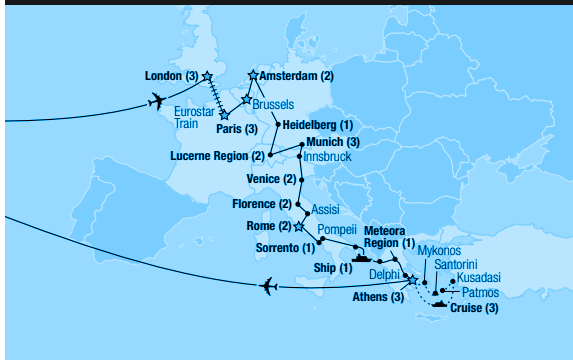 London (3)
Amsterdam (2)
Brussels
Eurostar
Train
Paris (3)
Heidelberg (1)
Munich (3)
Lucerne Region (2)
Innsbruck
Venice (2)
Florence (2)
Assisi
Rome (2)
Pompeii
Sorrento (1)
Meteora
Region (1)
Ship (1)
Delphi
Athens (3)
Mykonos
Santorini
Kusadasi
Patmos
Cruise (3)